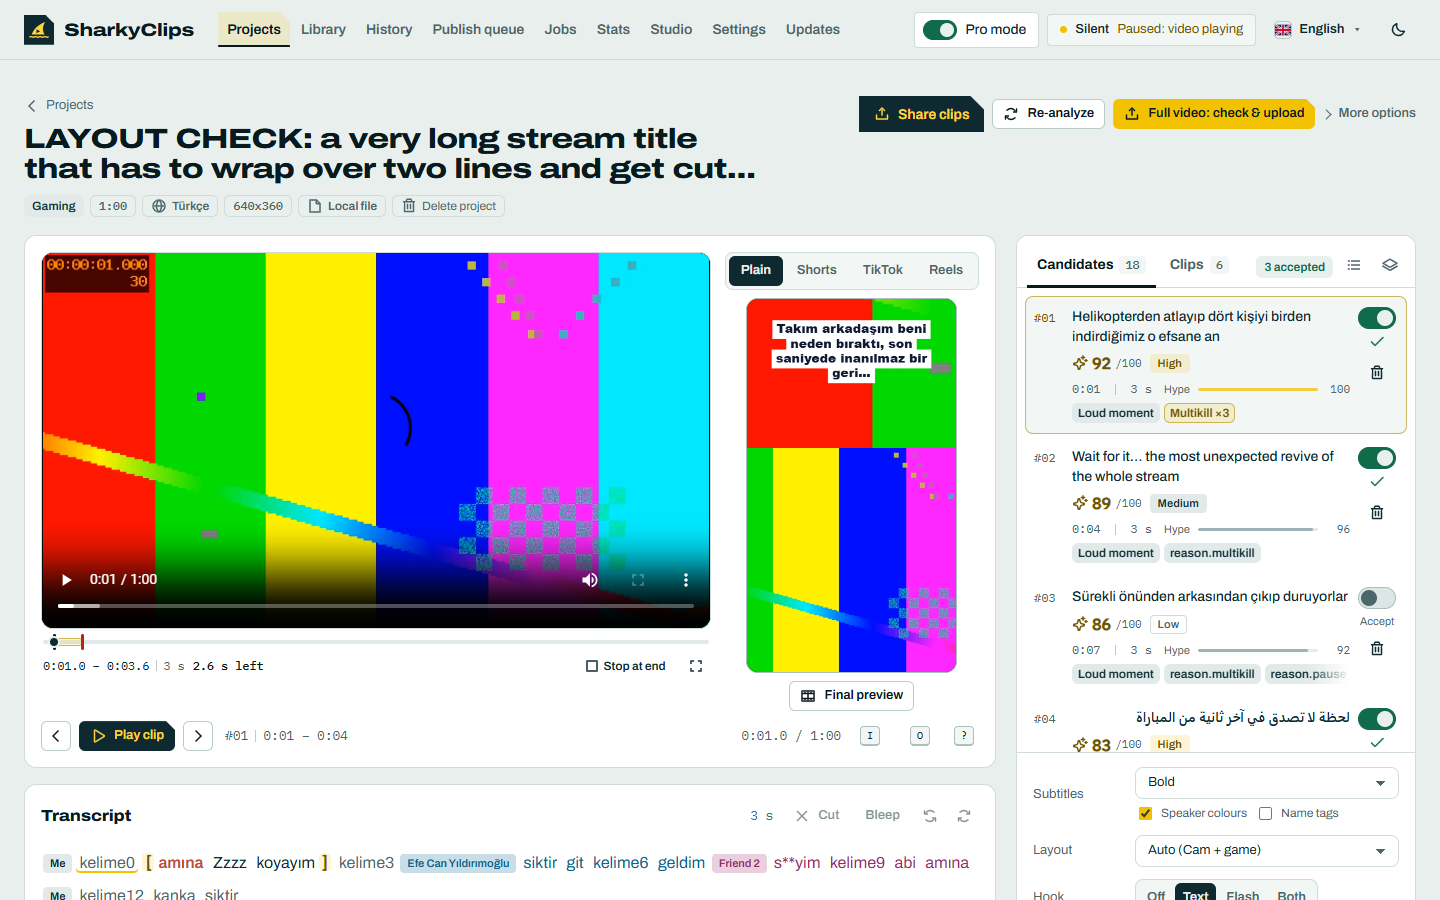 SharkyClips
Projects Library History Publish queue Jobs Stats Studio Settings Updates
Pro mode
Silent Paused: video playing
English
Projects
LAYOUT CHECK: a very long stream title
that has to wrap over two lines and get cut...
Share clips
Re-analyze
Full video: check & upload
More options
Gaming 1:00 Türkçe 640x360 Local file Delete project
00:00:01.000
30
0:01 / 1:00
0:01.0 – 0:03.6 | 3 s 2.6 s left
Stop at end
Play clip
#01 | 0:01 – 0:04
Plain Shorts TikTok Reels
Takım arkadaşım beni
neden bıraktı, son
saniyede inanılmaz bir
geri...
Final preview
0:01.0 / 1:00 I O ?
Candidates 18 Clips 6 3 accepted
#01 Helikopterden atlayıp dört kişiyi birden
indirdiğimiz o efsane an
92 /100 High
0:01 | 3 s Hype 100
Loud moment Multikill ×3
#02 Wait for it... the most unexpected revive of
the whole stream
89 /100 Medium
0:04 | 3 s Hype 96
Loud moment reason.multikill
#03 Sürekli önünden arkasından çıkıp duruyorlar
Accept
86 /100 Low
0:07 | 3 s Hype 92
Loud moment reason.multikill reason.pause
#04 لحظة لا تصدق في آخر ثانية من المباراة
83 /100 High
Subtitles Bold
Speaker colours Name tags
Layout Auto (Cam + game)
Hook Off Text Flash Both
Transcript
3 s Cut Bleep
Me kelime0 [ amına Zzzz koyayım ] kelime3 Efe Can Yıldırımoğlu siktir git kelime6 geldim Friend 2 s**yim kelime9 abi amına
Me kelime12 kanka siktir